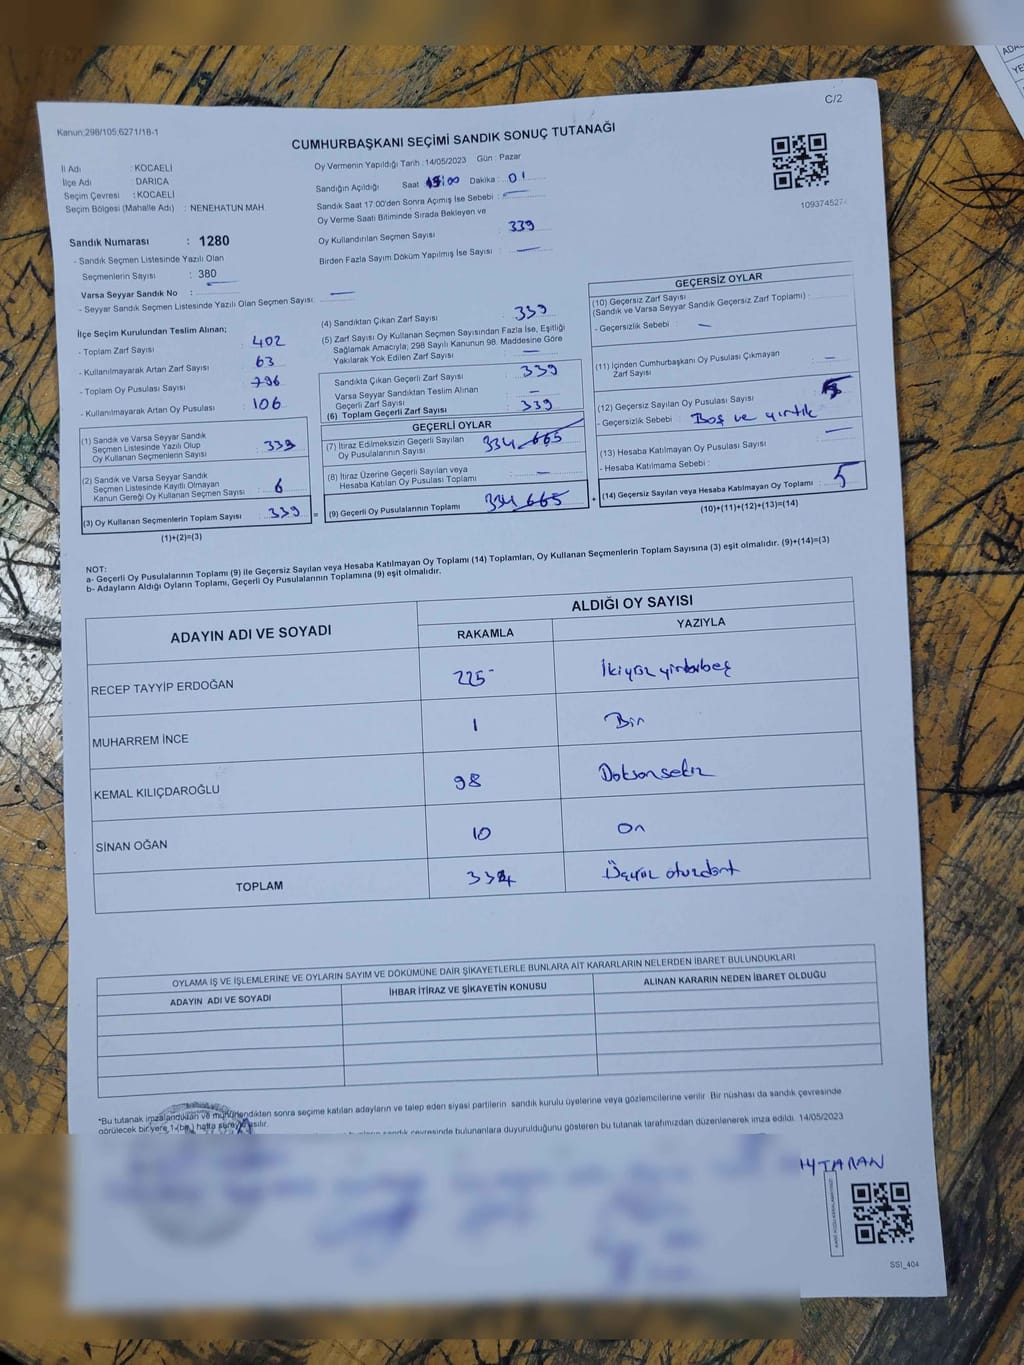 C/2
Kanun:298/105;6271/18-1
CUMHURBAŞKANI SEÇİMİ SANDIK SONUÇ TUTANAĞI
İl Adı : KOCAELİ
İlçe Adı : DARICA
Seçim Çevresi : KOCAELİ
Seçim Bölgesi (Mahalle Adı) : NENEHATUN MAH.
Oy Vermenin Yapıldığı Tarih : 14/05/2023 Gün : Pazar
Sandığın Açıldığı Saat Dakika : 01
Sandık Saat 17:00'den Sonra Açımış İse Sebebi : —
Oy Verme Saati Bitiminde Sırada Bekleyen ve
Oy Kullandırılan Seçmen Sayısı : 339
Birden Fazla Sayım Döküm Yapılmış İse Sayısı : —
Sandık Numarası : 1280
- Sandık Seçmen Listesinde Yazılı Olan
Seçmenlerin Sayısı : 380
Varsa Seyyar Sandık No : —
- Seyyar Sandık Seçmen Listesinde Yazılı Olan Seçmen Sayısı: —
İlçe Seçim Kurulundan Teslim Alınan;
- Toplam Zarf Sayısı : 402
- Kullanılmayarak Artan Zarf Sayısı : 63
- Toplam Oy Pusulası Sayısı : 796
- Kullanılmayarak Artan Oy Pusulası : 106
(1) Sandık ve Varsa Seyyar Sandık
Seçmen Listesinde Yazılı Olup
Oy Kullanan Seçmenlerin Sayısı : 333
(2) Sandık ve Varsa Seyyar Sandık
Seçmen Listesinde Kayıtlı Olmayan
Kanun Gereği Oy Kullanan Seçmen Sayısı : 6
(3) Oy Kullanan Seçmenlerin Toplam Sayısı : 339
(1)+(2)=(3)
(4) Sandıktan Çıkan Zarf Sayısı : 339
(5) Zarf Sayısı Oy Kullanan Seçmen Sayısından Fazla İse, Eşitliği
Sağlamak Amacıyla, 298 Sayılı Kanunun 98. Maddesine Göre
Yakılarak Yok Edilen Zarf Sayısı : —
Sandıkta Çıkan Geçerli Zarf Sayısı : 339
Varsa Seyyar Sandıktan Teslim Alınan
Geçerli Zarf Sayısı : —
(6) Toplam Geçerli Zarf Sayısı : 339
GEÇERLİ OYLAR
(7) İtiraz Edilmeksizin Geçerli Sayılan
Oy Pusulasının Sayısı : 334 665
(8) İtiraz Üzerine Geçerli Sayılan veya
Hesaba Katılan Oy Pusulası Toplamı : —
(9) Geçerli Oy Pusulalarının Toplamı : 334 665
GEÇERSİZ OYLAR
(10) Geçersiz Zarf Sayısı
(Sandık ve Varsa Seyyar Sandık Geçersiz Zarf Toplamı) :
- Geçersizlik Sebebi : —
(11) İçinden Cumhurbaşkanı Oy Pusulası Çıkmayan
Zarf Sayısı : —
(12) Geçersiz Sayılan Oy Pusulası Sayısı : 5
- Geçersizlik Sebebi : Boş ve yırtık
(13) Hesaba Katılmayan Oy Pusulası Sayısı : —
- Hesaba Katılmama Sebebi :
(14) Geçersiz Sayılan veya Hesaba Katılmayan Oy Toplamı : 5
(10)+(11)+(12)+(13)=(14)
NOT:
a- Geçerli Oy Pusulalarının Toplamı (9) ile Geçersiz Sayılan veya Hesaba Katılmayan Oy Toplamı (14) Toplamları, Oy Kullanan Seçmenlerin Toplam Sayısına (3) eşit olmalıdır. (9)+(14)=(3)
b- Adayların Aldığı Oyların Toplamı, Geçerli Oy Pusulalarının Toplamına (9) eşit olmalıdır.
ADAYIN ADI VE SOYADI ALDIĞI OY SAYISI
RAKAMLA YAZIYLA
RECEP TAYYİP ERDOĞAN 225 İkiyüz yirmibeş
MUHARREM İNCE 1 Bir
KEMAL KILIÇDAROĞLU 98 Doksansekiz
SİNAN OĞAN 10 On
TOPLAM 334 Üçyüz otuzdört
OYLAMA İŞ VE İŞLEMLERİNE VE OYLARIN SAYIM VE DÖKÜMÜNE DAİR ŞİKAYETLERLE BUNLARA AİT KARARLARIN NELERDEN İBARET BULUNDUKLARI
ADAYIN ADI VE SOYADI İHBAR İTİRAZ VE ŞİKAYETİN KONUSU ALINAN KARARIN NEDEN İBARET OLDUĞU
*Bu tutanak imzalandıktan ve mühürlendikten sonra seçime katılan adayların ve talep eden siyasi partilerin sandık kurulu üyelerine veya gözlemcilerine verilir. Bir nüshası da sandık çevresinde
görülecek bir yere 1 (bir) hafta süreyle asılır.
sandık çevresinde bulunanlara duyurulduğunu gösteren bu tutanak tarafımızdan düzenlenerek imza edildi. 14/05/2023
TARAN
SSI_404